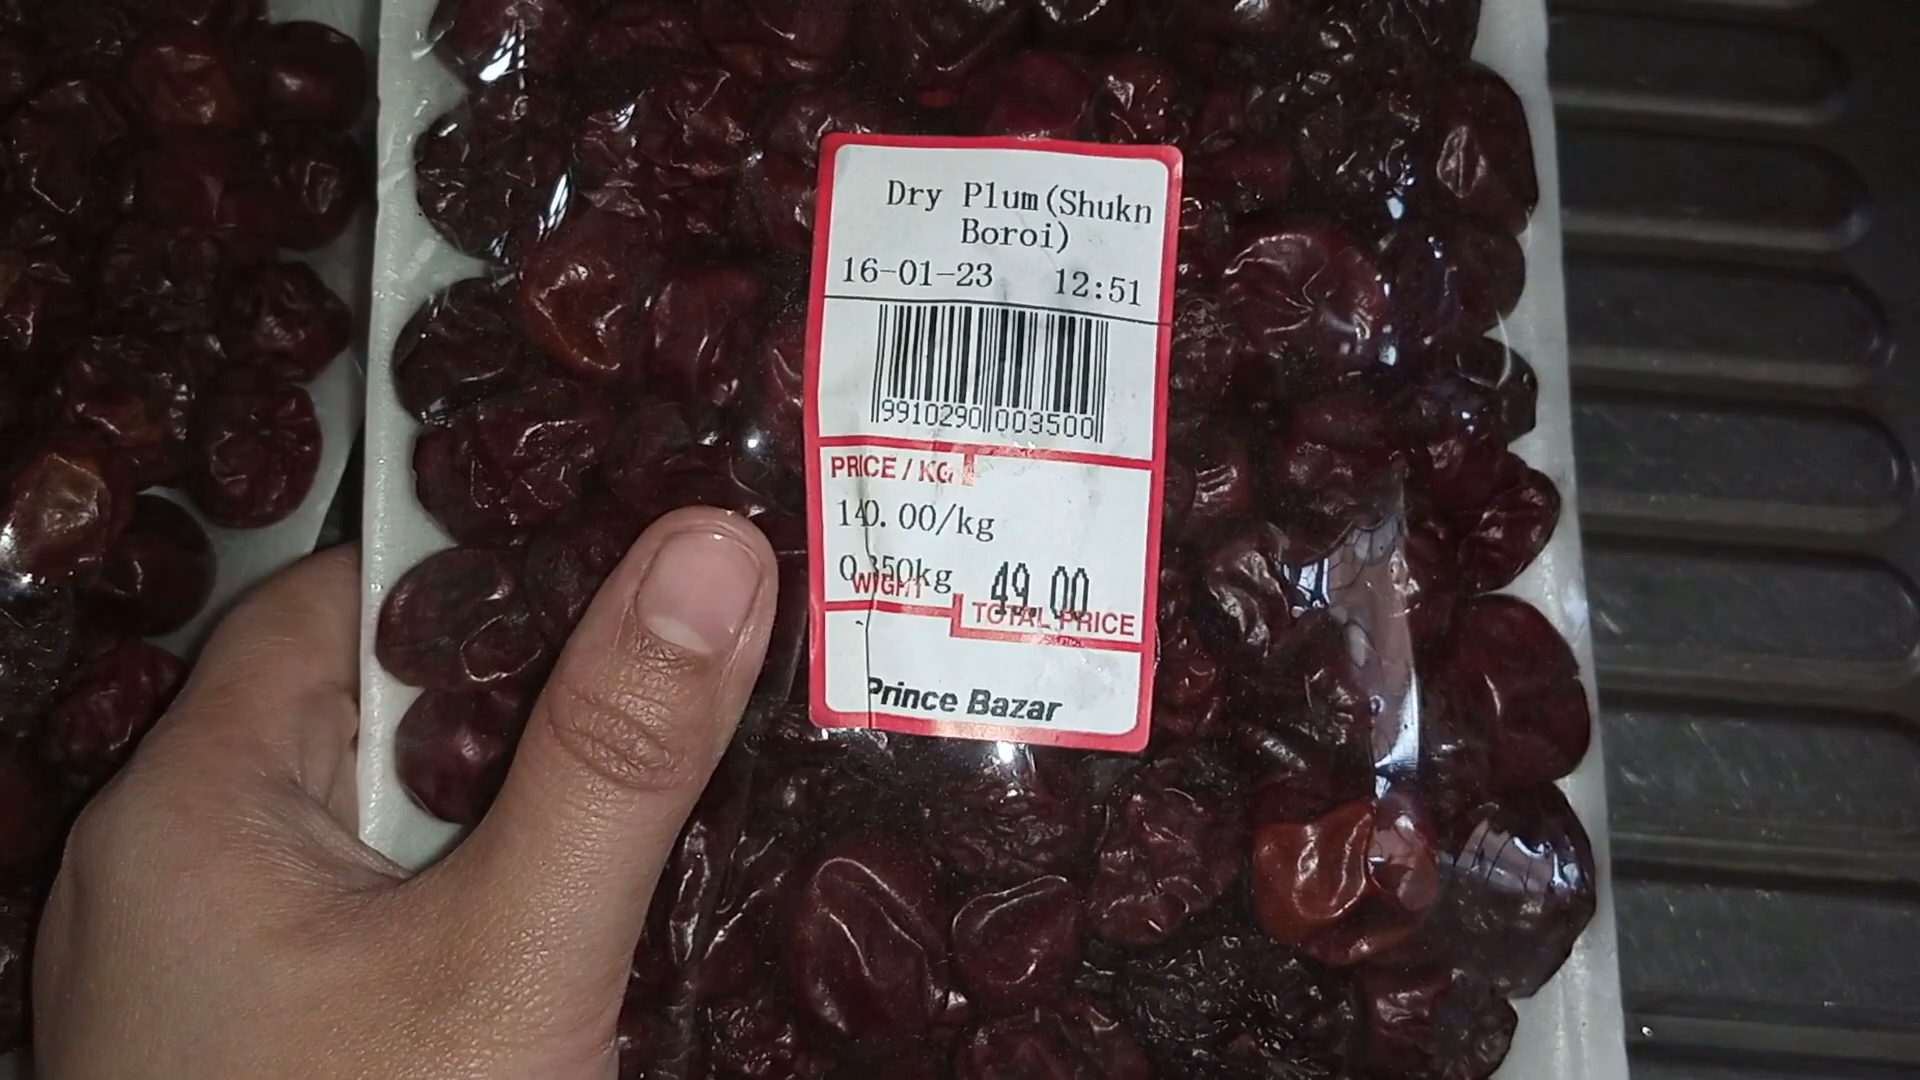 Dry Plum(Shukn
Boroi)
16-01-23 12:51
9910290 003500
PRICE / KG
140.00/kg
0.350kg 49.00
WIGHT TOTAL PRICE
Prince Bazar